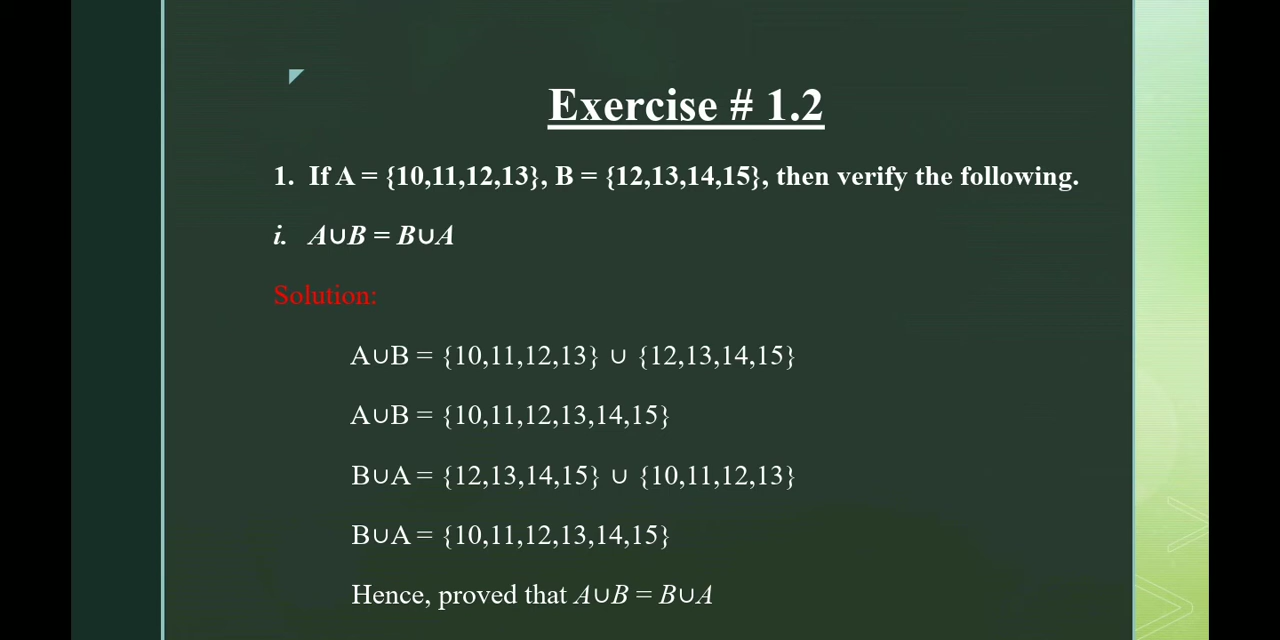 Exercise # 1.2
1. If A = {10,11,12,13}, B = {12,13,14,15}, then verify the following.
i. A∪B = B∪A
Solution:
A∪B = {10,11,12,13} ∪ {12,13,14,15}
A∪B = {10,11,12,13,14,15}
B∪A = {12,13,14,15} ∪ {10,11,12,13}
B∪A = {10,11,12,13,14,15}
Hence, proved that A∪B = B∪A